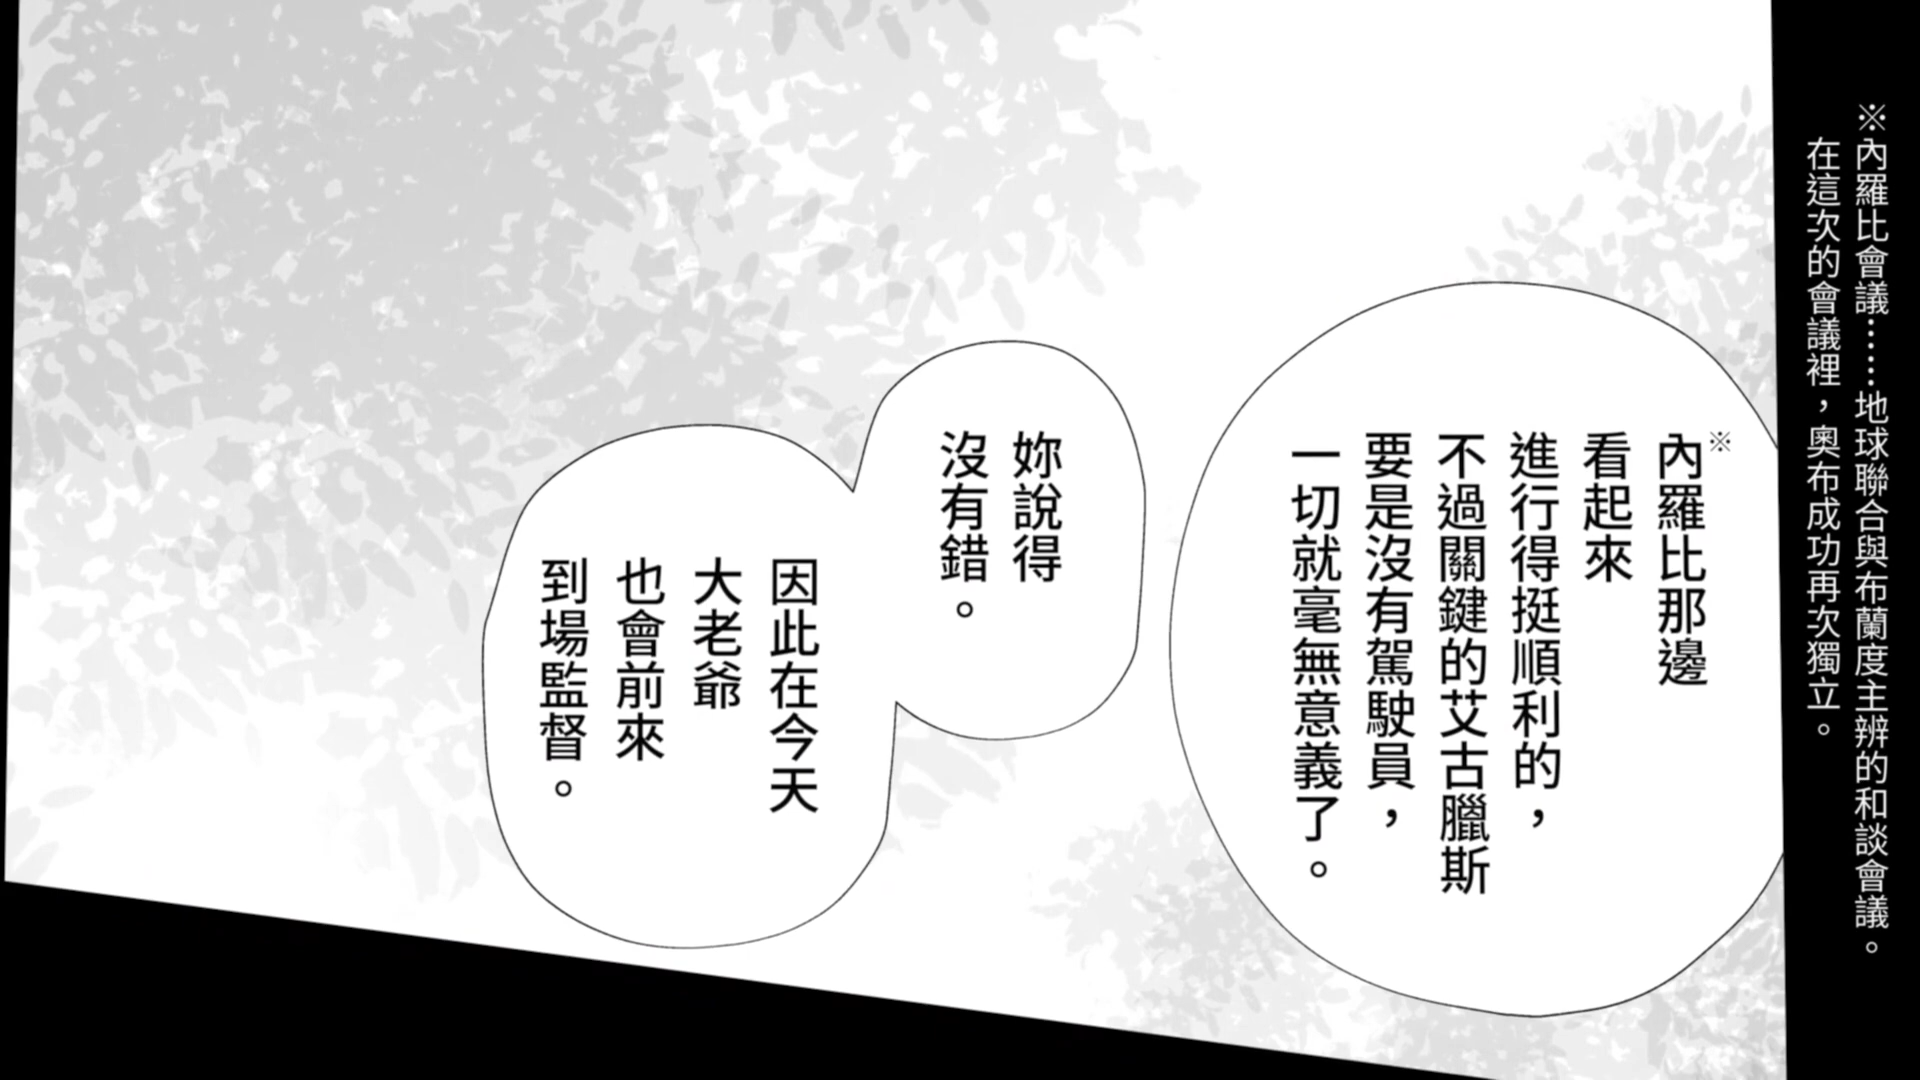 ※內羅比會議……地球聯合與布蘭度主辨的和談會議。
在這次的會議裡，奧布成功再次獨立。
※
內羅比那邊
看起來
進行得挺順利的，
不過關鍵的艾古臘斯
要是沒有駕駛員，
一切就毫無意義了。
妳說得
沒有錯。
因此在今天
大老爺
也會前來
到場監督。